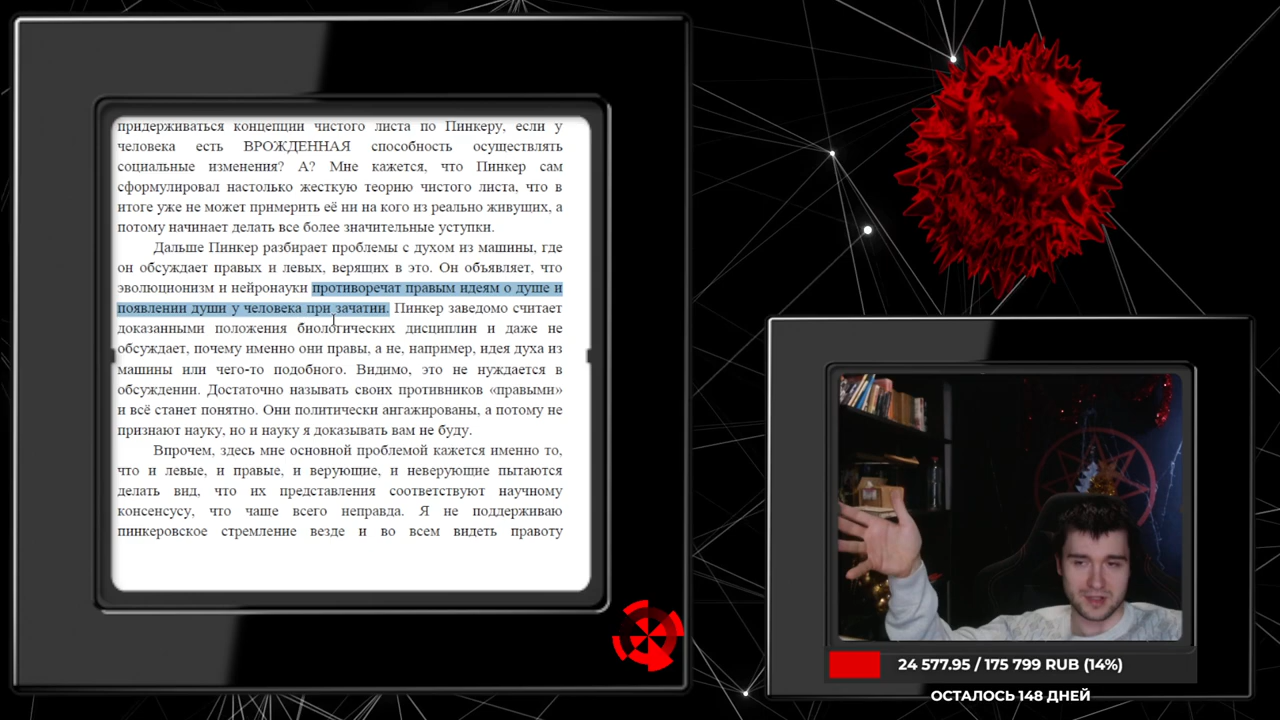 придерживаться концепции чистого листа по Пинкеру, если у
человека есть ВРОЖДЕННАЯ способность осуществлять
социальные изменения? А? Мне кажется, что Пинкер сам
сформулировал настолько жесткую теорию чистого листа, что в
итоге уже не может примерить её ни на кого из реально живущих, а
потому начинает делать все более значительные уступки.
Дальше Пинкер разбирает проблемы с духом из машины, где
он обсуждает правых и левых, верящих в это. Он объявляет, что
эволюционизм и нейронауки противоречат правым идеям о душе и
появлении души у человека при зачатии. Пинкер заведомо считает
доказанными положения биологических дисциплин и даже не
обсуждает, почему именно они правы, а не, например, идея духа из
машины или чего-то подобного. Видимо, это не нуждается в
обсуждении. Достаточно называть своих противников «правыми»
и всё станет понятно. Они политически ангажированы, а потому не
признают науку, но и науку я доказывать вам не буду.
Впрочем, здесь мне основной проблемой кажется именно то,
что и левые, и правые, и верующие, и неверующие пытаются
делать вид, что их представления соответствуют научному
консенсусу, что чаще всего неправда. Я не поддерживаю
пинкеровское стремление везде и во всем видеть правоту
24 577.95 / 175 799 RUB (14%)
ОСТАЛОСЬ 148 ДНЕЙ